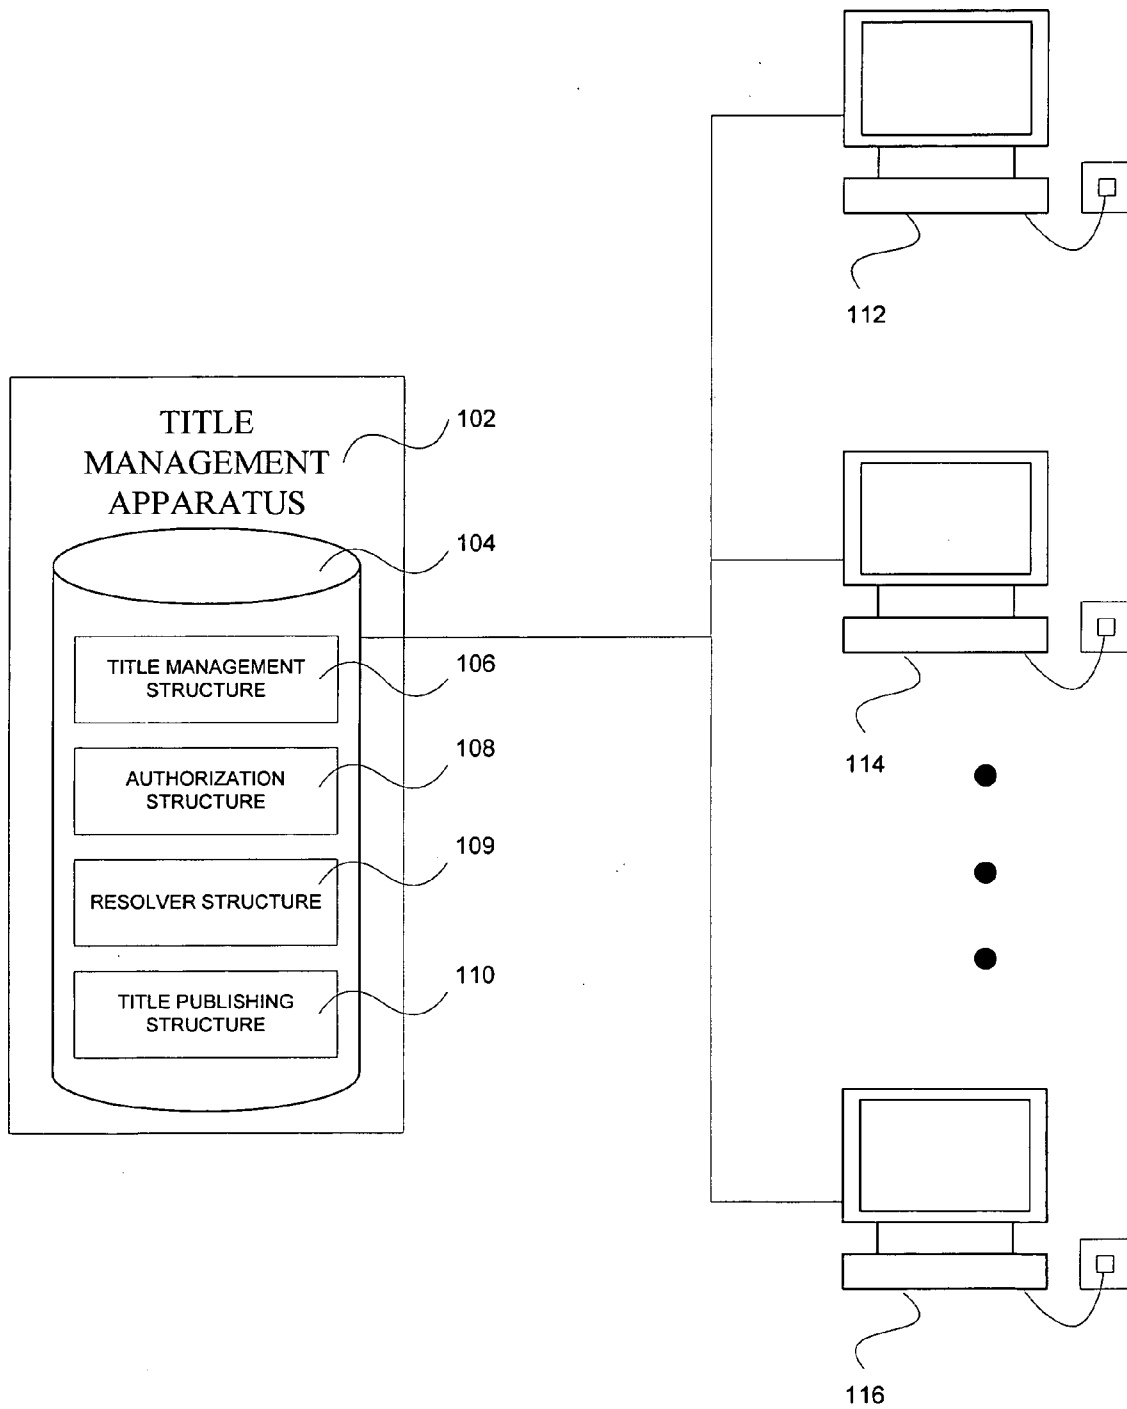 TITLE
MANAGEMENT
APPARATUS
102
104
TITLE MANAGEMENT
STRUCTURE
106
AUTHORIZATION
STRUCTURE
108
RESOLVER STRUCTURE
109
TITLE PUBLISHING
STRUCTURE
110
112
114
116